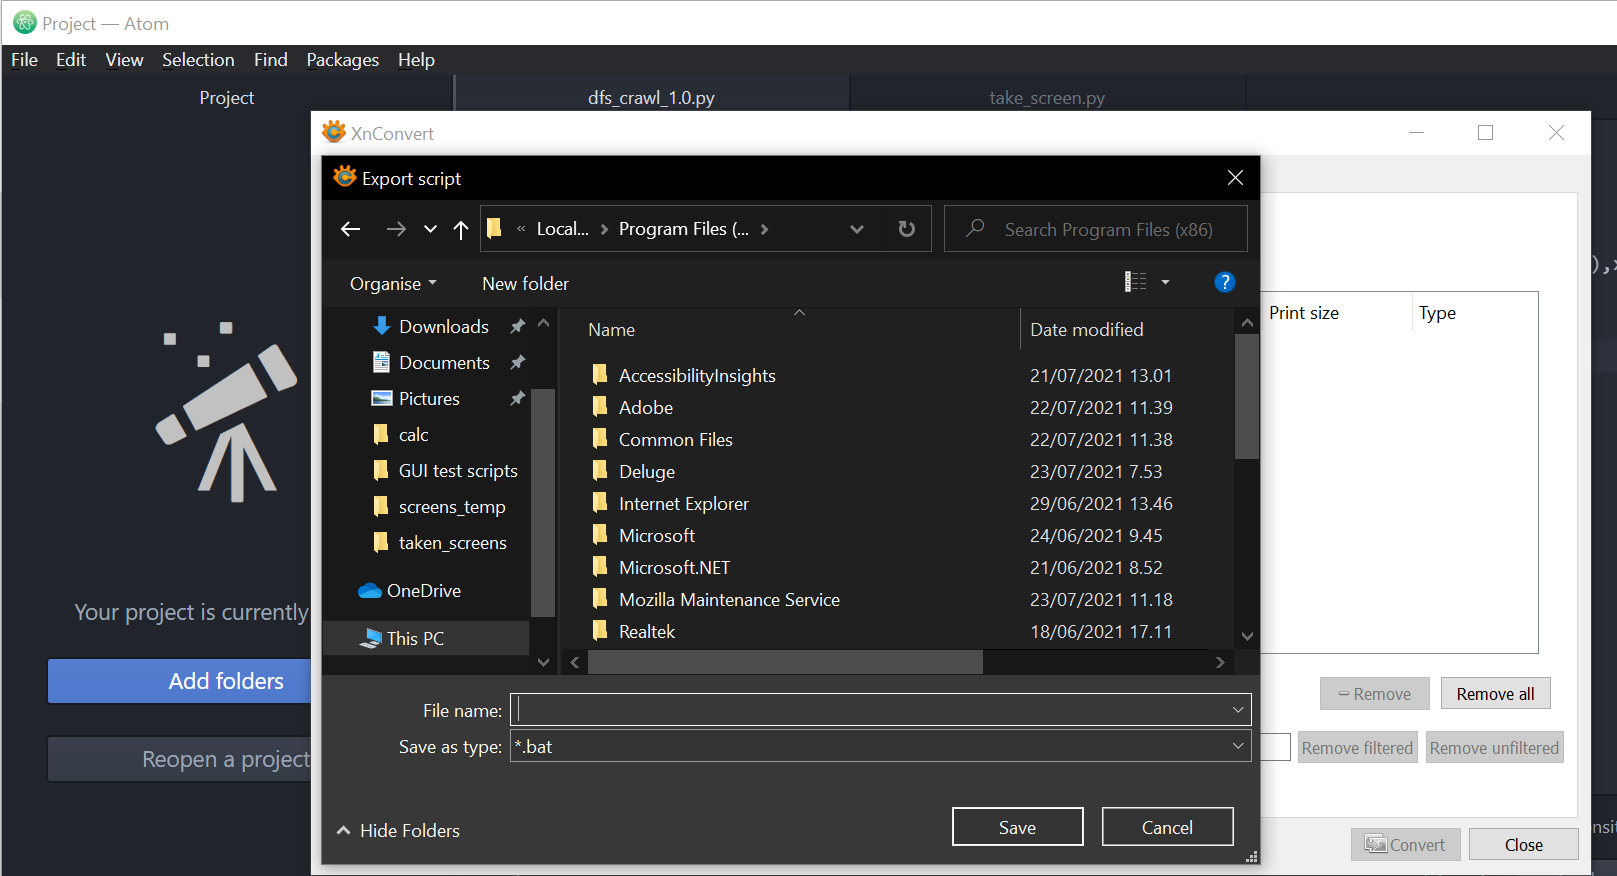 Project — Atom
File Edit View Selection Find Packages Help
Project
dfs_crawl_1.0.py
take_screen.py
XnConvert
Export script
« Local... > Program Files (... >
Search Program Files (x86)
Organise
New folder
?
Downloads
Documents
Pictures
calc
GUI test scripts
screens_temp
taken_screens
OneDrive
This PC
Name Date modified
AccessibilityInsights 21/07/2021 13.01
Adobe 22/07/2021 11.39
Common Files 22/07/2021 11.38
Deluge 23/07/2021 7.53
Internet Explorer 29/06/2021 13.46
Microsoft 24/06/2021 9.45
Microsoft.NET 21/06/2021 8.52
Mozilla Maintenance Service 23/07/2021 11.18
Realtek 18/06/2021 17.11
File name:
Save as type: *.bat
Hide Folders
Save
Cancel
Print size
Type
Remove
Remove all
Remove filtered
Remove unfiltered
Convert
Close
Your project is currently
Add folders
Reopen a project